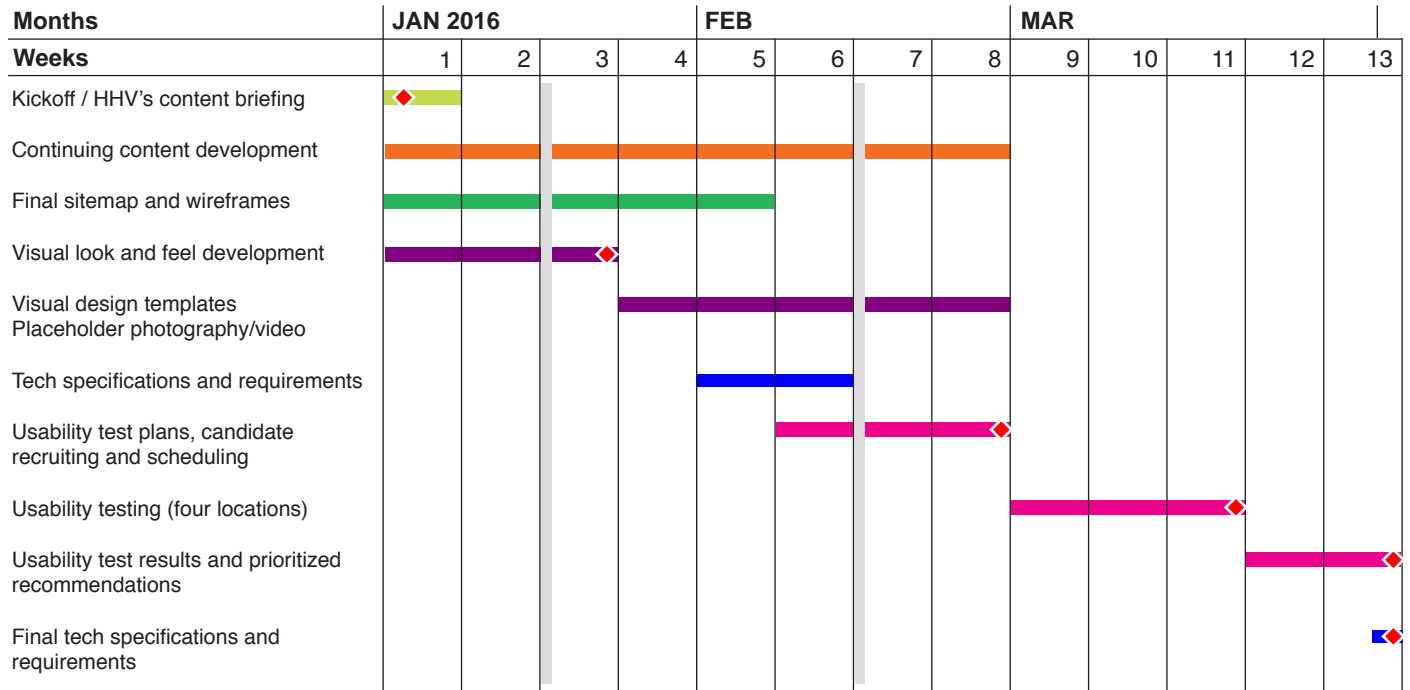 Months JAN 2016 FEB MAR
Weeks 1 2 3 4 5 6 7 8 9 10 11 12 13
Kickoff / HHV’s content briefing
Continuing content development
Final sitemap and wireframes
Visual look and feel development
Visual design templates
Placeholder photography/video
Tech specifications and requirements
Usability test plans, candidate
recruiting and scheduling
Usability testing (four locations)
Usability test results and prioritized
recommendations
Final tech specifications and
requirements